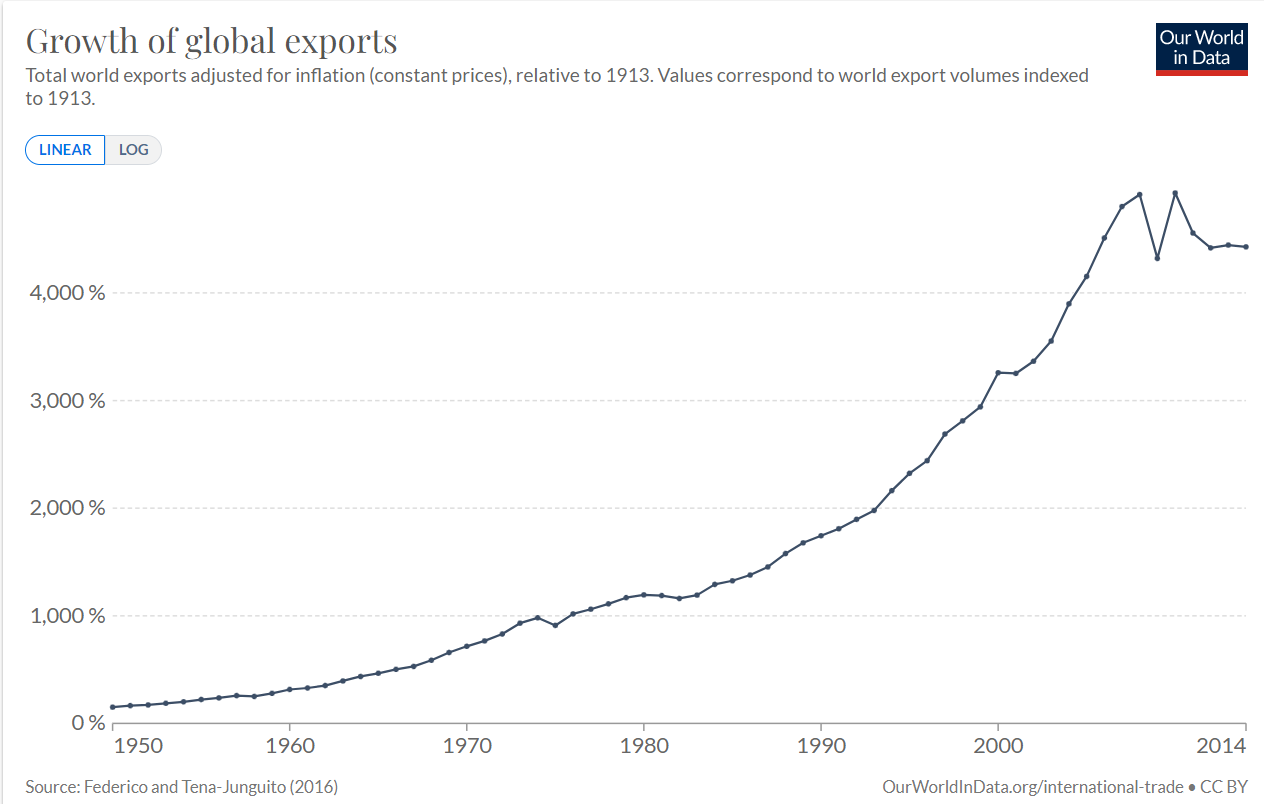 Growth of global exports
Our World
in Data
Total world exports adjusted for inflation (constant prices), relative to 1913. Values correspond to world export volumes indexed
to 1913.
LINEAR LOG
4,000 %
3,000 %
2,000 %
1,000 %
0 %
1950 1960 1970 1980 1990 2000 2014
Source: Federico and Tena-Junguito (2016) OurWorldInData.org/international-trade • CC BY